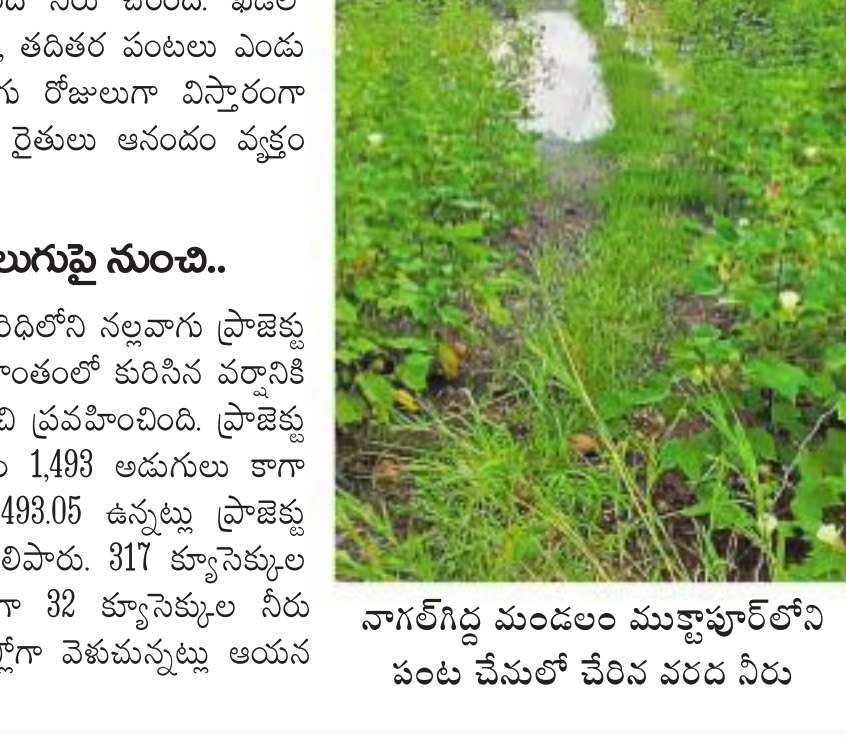 నీరు చేరింది.
, తదితర పంటలు ఎండు
రోజులుగా విస్తారంగా
రైతులు ఆనందం వ్యక్తం
లుగుపై నుంచి..
రిధిలోని నల్లవాగు ప్రాజెక్టు
ాంతంలో కురిసిన వర్షానికి
చి ప్రవహించింది. ప్రాజెక్టు
1,493 అడుగులు కాగా
493.05 ఉన్నట్లు ప్రాజెక్టు
లిపారు. 317 క్యూసెక్కుల
గా 32 క్యూసెక్కుల నీరు
్లోగా వెళుచున్నట్లు ఆయన
నాగల్‌గిద్ద మండలం ముక్టాపూర్‌లోని
పంట చేనులో చేరిన వరద నీరు